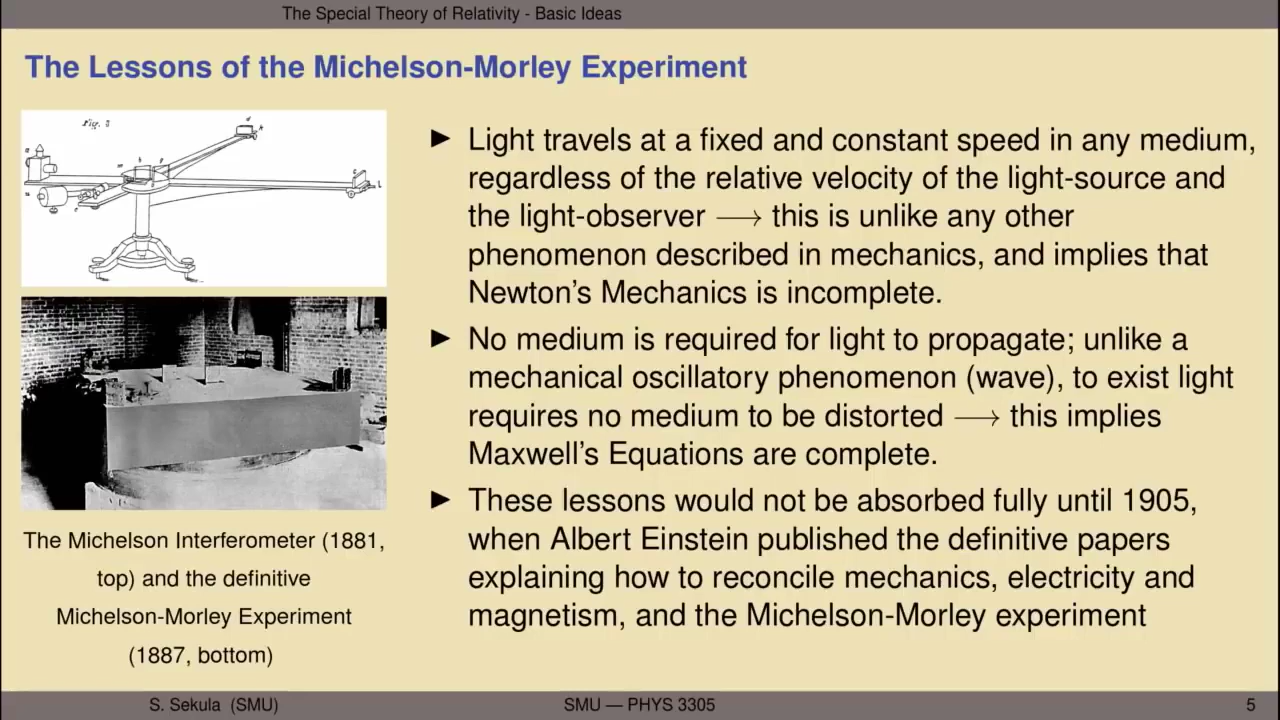 The Special Theory of Relativity - Basic Ideas
The Lessons of the Michelson-Morley Experiment
The Michelson Interferometer (1881,
top) and the definitive
Michelson-Morley Experiment
(1887, bottom)
▶ Light travels at a fixed and constant speed in any medium,
regardless of the relative velocity of the light-source and
the light-observer ⟶ this is unlike any other
phenomenon described in mechanics, and implies that
Newton's Mechanics is incomplete.
▶ No medium is required for light to propagate; unlike a
mechanical oscillatory phenomenon (wave), to exist light
requires no medium to be distorted ⟶ this implies
Maxwell's Equations are complete.
▶ These lessons would not be absorbed fully until 1905,
when Albert Einstein published the definitive papers
explaining how to reconcile mechanics, electricity and
magnetism, and the Michelson-Morley experiment
S. Sekula (SMU)
SMU — PHYS 3305
5